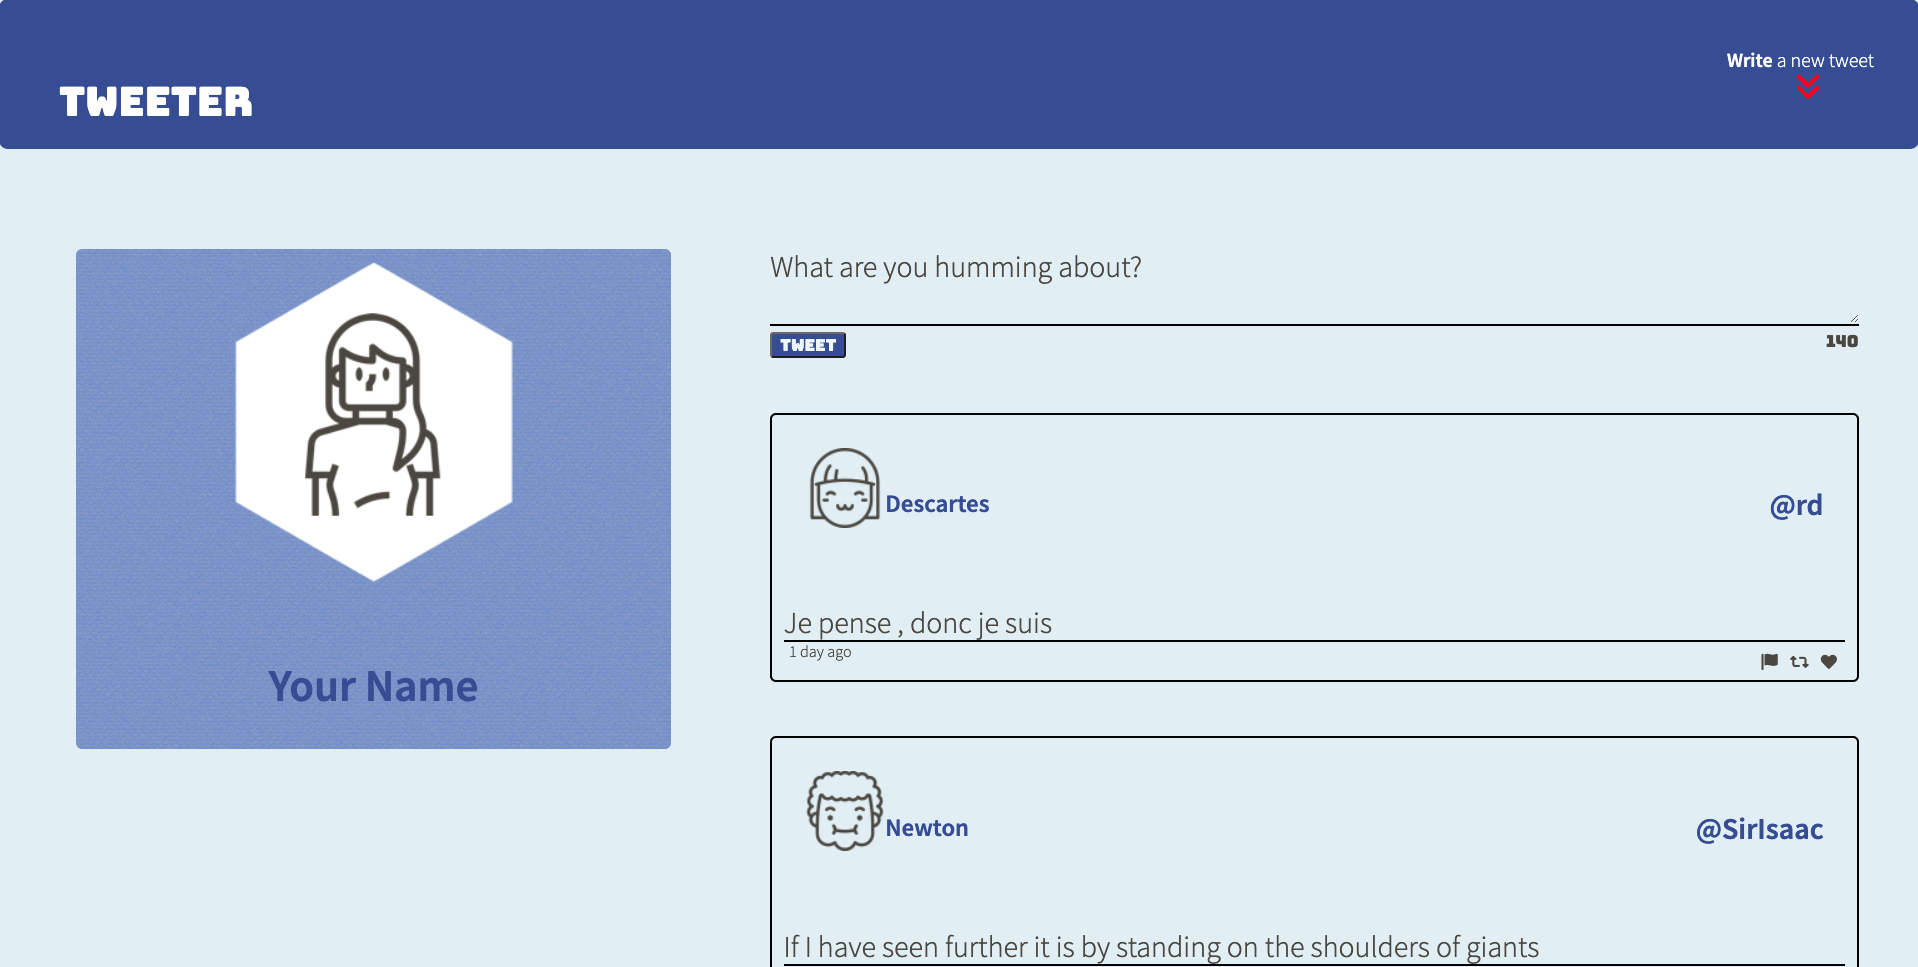 Write a new tweet
TWEETER
Your Name
What are you humming about?
TWEET
140
Descartes
@rd
Je pense , donc je suis
1 day ago
Newton
@SirIsaac
If I have seen further it is by standing on the shoulders of giants